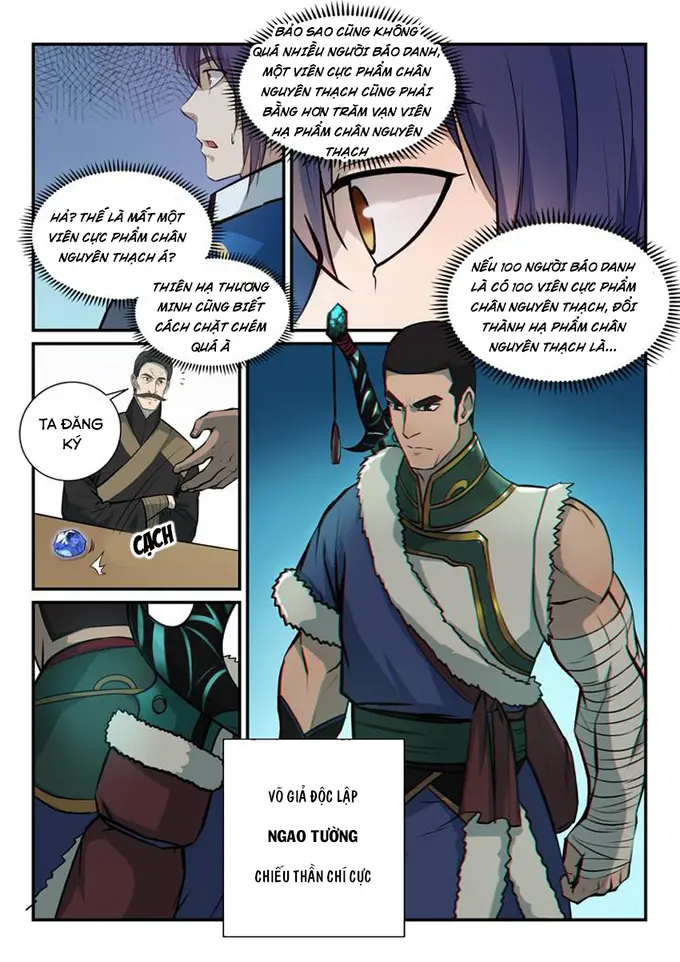 BẢO SAO CŨNG KHÔNG
QUÁ NHIỀU NGƯỜI BÁO DANH,
MỘT VIÊN CỰC PHẨM CHÂN
NGUYÊN THẠCH CŨNG PHẢI
BẰNG HƠN TRĂM VẠN VIÊN
HẠ PHẨM CHÂN NGUYÊN
THẠCH
HẢ? THẾ LÀ MẤT MỘT
VIÊN CỰC PHẨM CHÂN
NGUYÊN THẠCH Á?
THIÊN HẠ THƯƠNG
MINH CŨNG BIẾT
CÁCH CHẶT CHÉM
QUÁ À
NẾU 100 NGƯỜI BÁO DANH
LÀ CÓ 100 VIÊN CỰC PHẨM
CHÂN NGUYÊN THẠCH, ĐỔI
THÀNH HẠ PHẨM CHÂN
NGUYÊN THẠCH LÀ...
TA ĐĂNG
KÝ
CẠCH
VÕ GIẢ ĐỘC LẬP
NGAO TƯỜNG
CHIẾU THẦN CHÍ CỰC